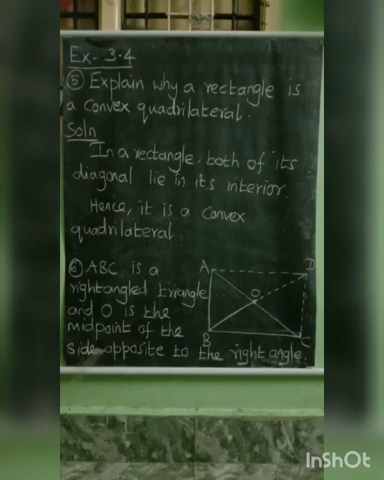 Ex- 3.4
⑤ Explain why a rectangle is
a convex quadrilateral.
Soln
In a rectangle, both of its
diagonal lie in its interior.
Hence, it is a convex
quadrilateral.
⑥ ABC is a
rightangled triangle
and O is the
midpoint of the
side opposite to the right angle.
A
D
O
B
C
InShOt